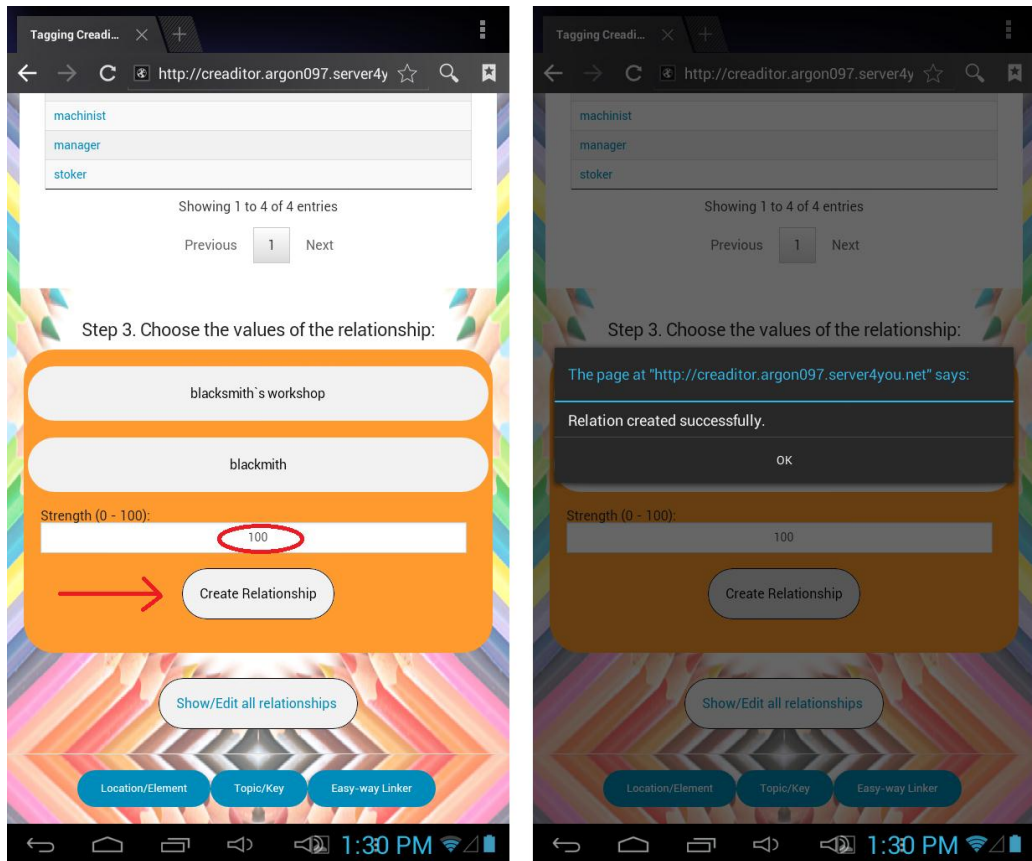 Tagging Creadi...
http://creaditor.argon097.server4y
machinist
manager
stoker
Showing 1 to 4 of 4 entries
Previous 1 Next
Step 3. Choose the values of the relationship:
blacksmith`s workshop
blackmith
Strength (0 - 100):
100
Create Relationship
Show/Edit all relationships
Location/Element Topic/Key Easy-way Linker
1:30 PM
Tagging Creadi...
http://creaditor.argon097.server4y
machinist
manager
stoker
Showing 1 to 4 of 4 entries
Previous 1 Next
Step 3. Choose the values of the relationship:
The page at "http://creaditor.argon097.server4you.net" says:
Relation created successfully.
OK
Strength (0 - 100):
100
Create Relationship
Show/Edit all relationships
Location/Element Topic/Key Easy-way Linker
1:30 PM